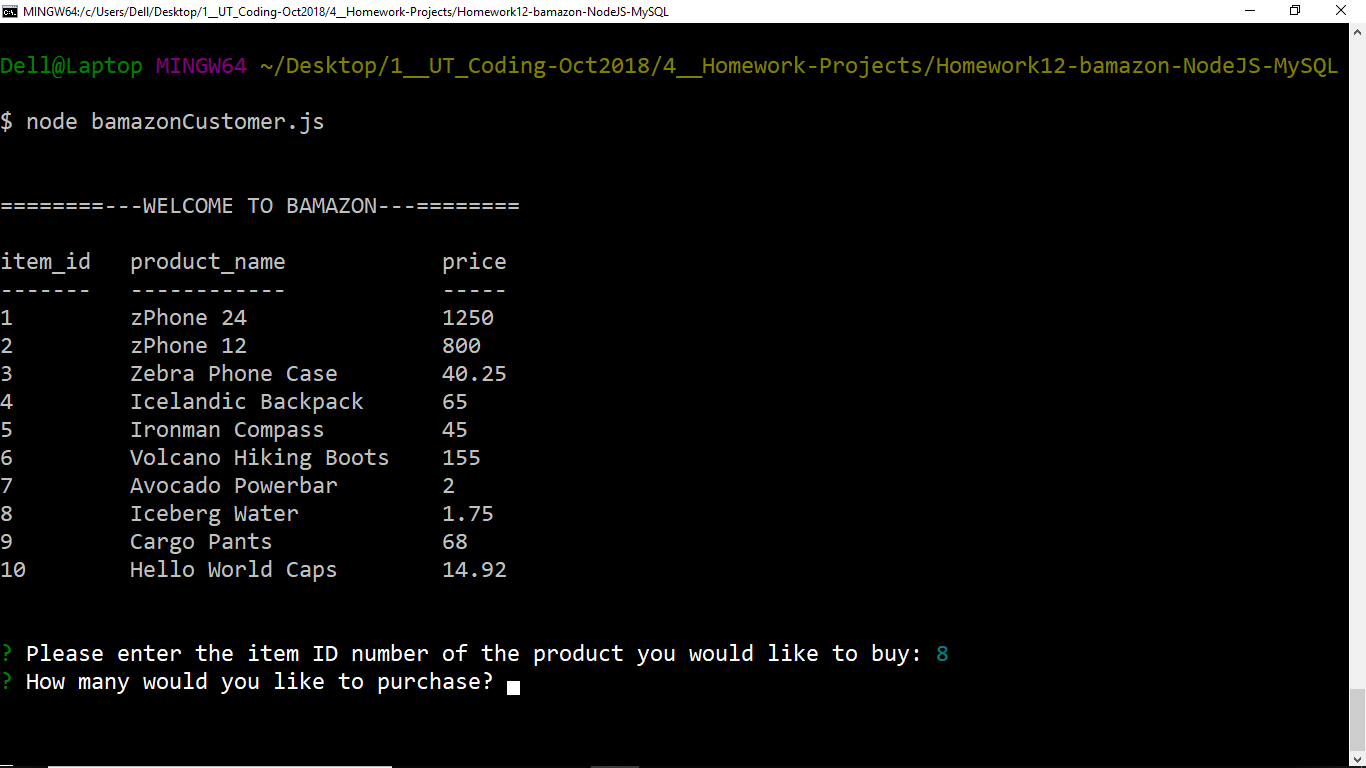 MINGW64:/c/Users/Dell/Desktop/1__UT_Coding-Oct2018/4__Homework-Projects/Homework12-bamazon-NodeJS-MySQL
Dell@Laptop MINGW64 ~/Desktop/1__UT_Coding-Oct2018/4__Homework-Projects/Homework12-bamazon-NodeJS-MySQL
$ node bamazonCustomer.js
========---WELCOME TO BAMAZON---========
item_id   product_name            price
-------   ------------            -----
1         zPhone 24               1250
2         zPhone 12               800
3         Zebra Phone Case        40.25
4         Icelandic Backpack      65
5         Ironman Compass         45
6         Volcano Hiking Boots    155
7         Avocado Powerbar        2
8         Iceberg Water           1.75
9         Cargo Pants             68
10        Hello World Caps        14.92
? Please enter the item ID number of the product you would like to buy: 8
? How many would you like to purchase?